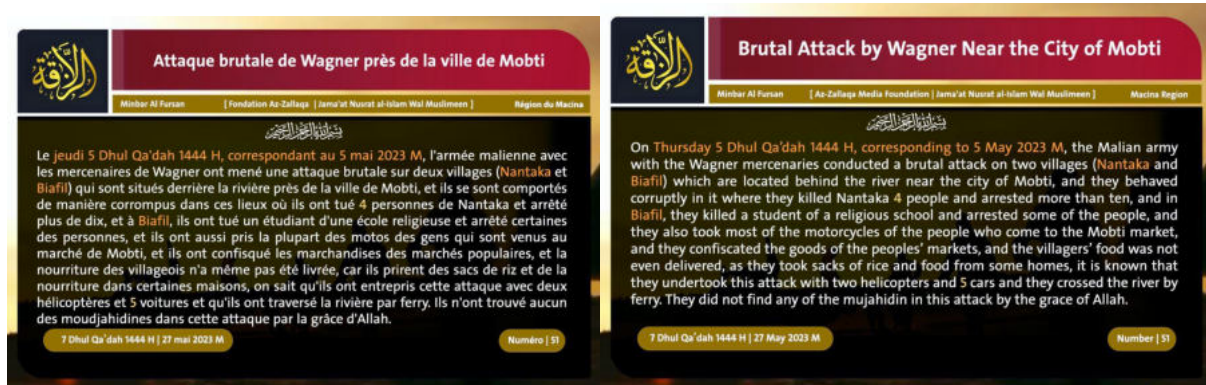 الزلاقة
Attaque brutale de Wagner près de la ville de Mobti
Minbar Al Fursan [ Fondation Az-Zallaqa | Jama'at Nusrat al-Islam Wal Muslimeen ] Région du Macina
بسم الله الرحمن الرحيم
Le jeudi 5 Dhul Qa'dah 1444 H, correspondant au 5 mai 2023 M, l'armée malienne avec
les mercenaires de Wagner ont mené une attaque brutale sur deux villages (Nantaka et
Biafil) qui sont situés derrière la rivière près de la ville de Mobti, et ils se sont comportés
de manière corrompus dans ces lieux où ils ont tué 4 personnes de Nantaka et arrêté
plus de dix, et à Biafil, ils ont tué un étudiant d'une école religieuse et arrêté certaines
des personnes, et ils ont aussi pris la plupart des motos des gens qui sont venus au
marché de Mobti, et ils ont confisqué les marchandises des marchés populaires, et la
nourriture des villageois n'a même pas été livrée, car ils prirent des sacs de riz et de la
nourriture dans certaines maisons, on sait qu'ils ont entrepris cette attaque avec deux
hélicoptères et 5 voitures et qu'ils ont traversé la rivière par ferry. Ils n'ont trouvé aucun
des moudjahidines dans cette attaque par la grâce d'Allah.
7 Dhul Qa'dah 1444 H | 27 mai 2023 M Numéro | 51
الزلاقة
Brutal Attack by Wagner Near the City of Mobti
Minbar Al Fursan [ Az-Zallaqa Media Foundation | Jama'at Nusrat al-Islam Wal Muslimeen ] Macina Region
بسم الله الرحمن الرحيم
On Thursday 5 Dhul Qa'dah 1444 H, corresponding to 5 May 2023 M, the Malian army
with the Wagner mercenaries conducted a brutal attack on two villages (Nantaka and
Biafil) which are located behind the river near the city of Mobti, and they behaved
corruptly in it where they killed Nantaka 4 people and arrested more than ten, and in
Biafil, they killed a student of a religious school and arrested some of the people, and
they also took most of the motorcycles of the people who come to the Mobti market,
and they confiscated the goods of the peoples' markets, and the villagers' food was not
even delivered, as they took sacks of rice and food from some homes, it is known that
they undertook this attack with two helicopters and 5 cars and they crossed the river by
ferry. They did not find any of the mujahidin in this attack by the grace of Allah.
7 Dhul Qa'dah 1444 H | 27 May 2023 M Number | 51